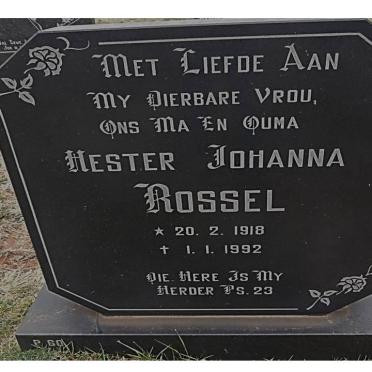 Met Liefde Aan
My Dierbare Vrou,
Ons Ma En Ouma
Hester Johanna
Rossel
* 20. 2. 1918
† 1. 1. 1992
Die Here Is My
Herder Ps. 23
P. 60